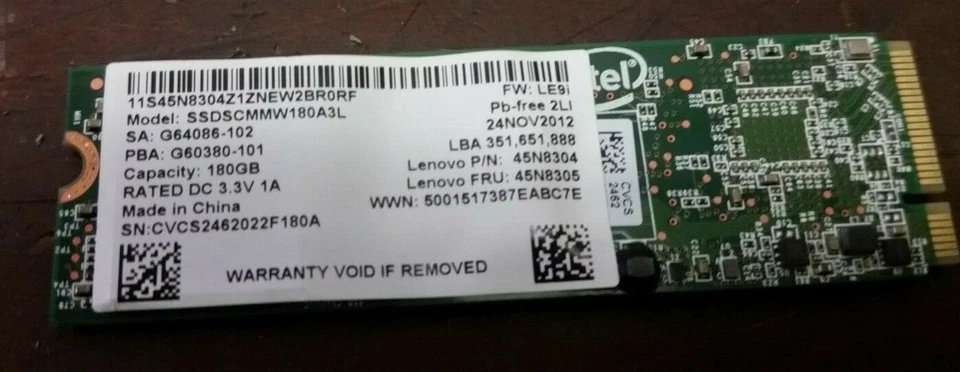 11S45N8304Z1ZNEW2BR0RF
Model: SSDSCMMW180A3L
SA: G64086-102
PBA: G60380-101
Capacity: 180GB
RATED DC 3.3V 1A
Made in China
SN:CVCS2462022F180A
FW: LE9i
Pb-free 2LI
24NOV2012
LBA 351,651,888
Lenovo P/N: 45N8304
Lenovo FRU: 45N8305
WWN: 5001517387EABC7E
WARRANTY VOID IF REMOVED
intel
CVCS
2462